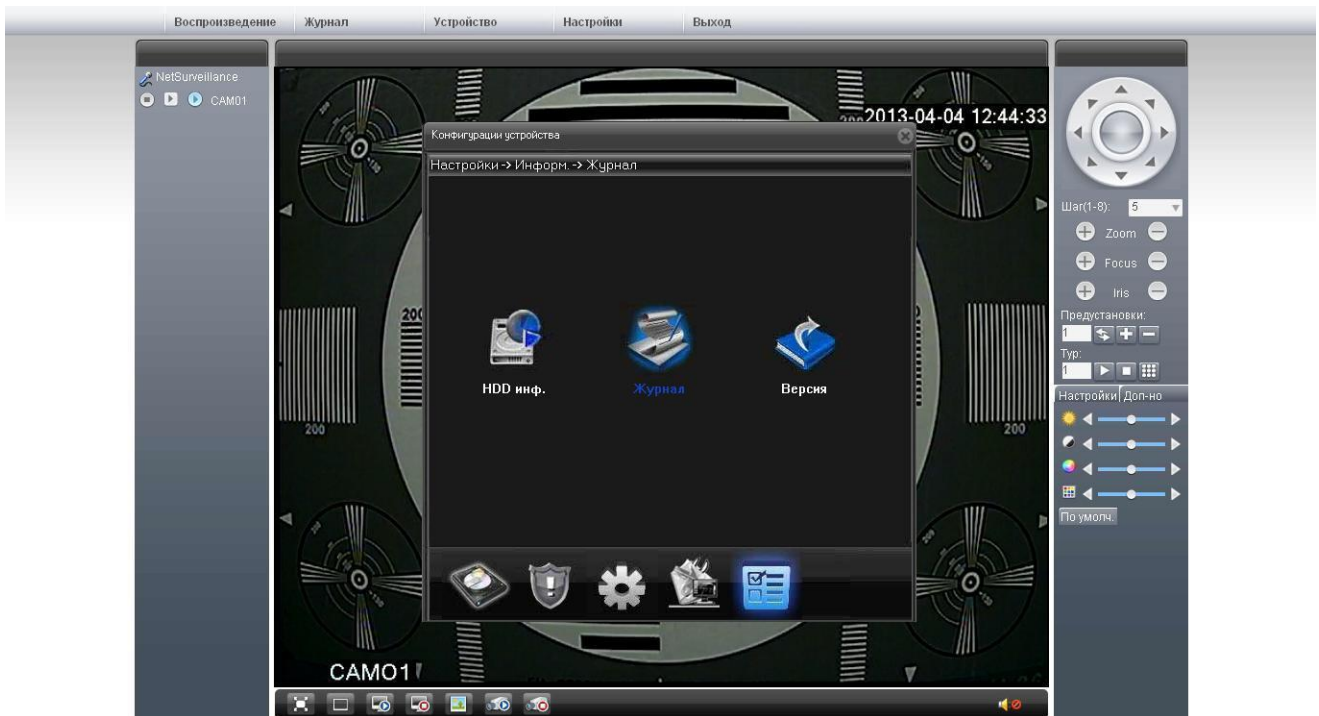 Воспроизведение Журнал Устройство Настройки Выход
NetSurveillance
CAM01
2013-04-04 12:44:33
Конфигурации устройства
Настройки -> Информ. -> Журнал
HDD инф. Журнал Версия
200
200
200
CAMO1
Шаг(1-8): 5
Zoom
Focus
Iris
Предустановки:
1
Тур:
1
Настройки Доп-но
По умолч.